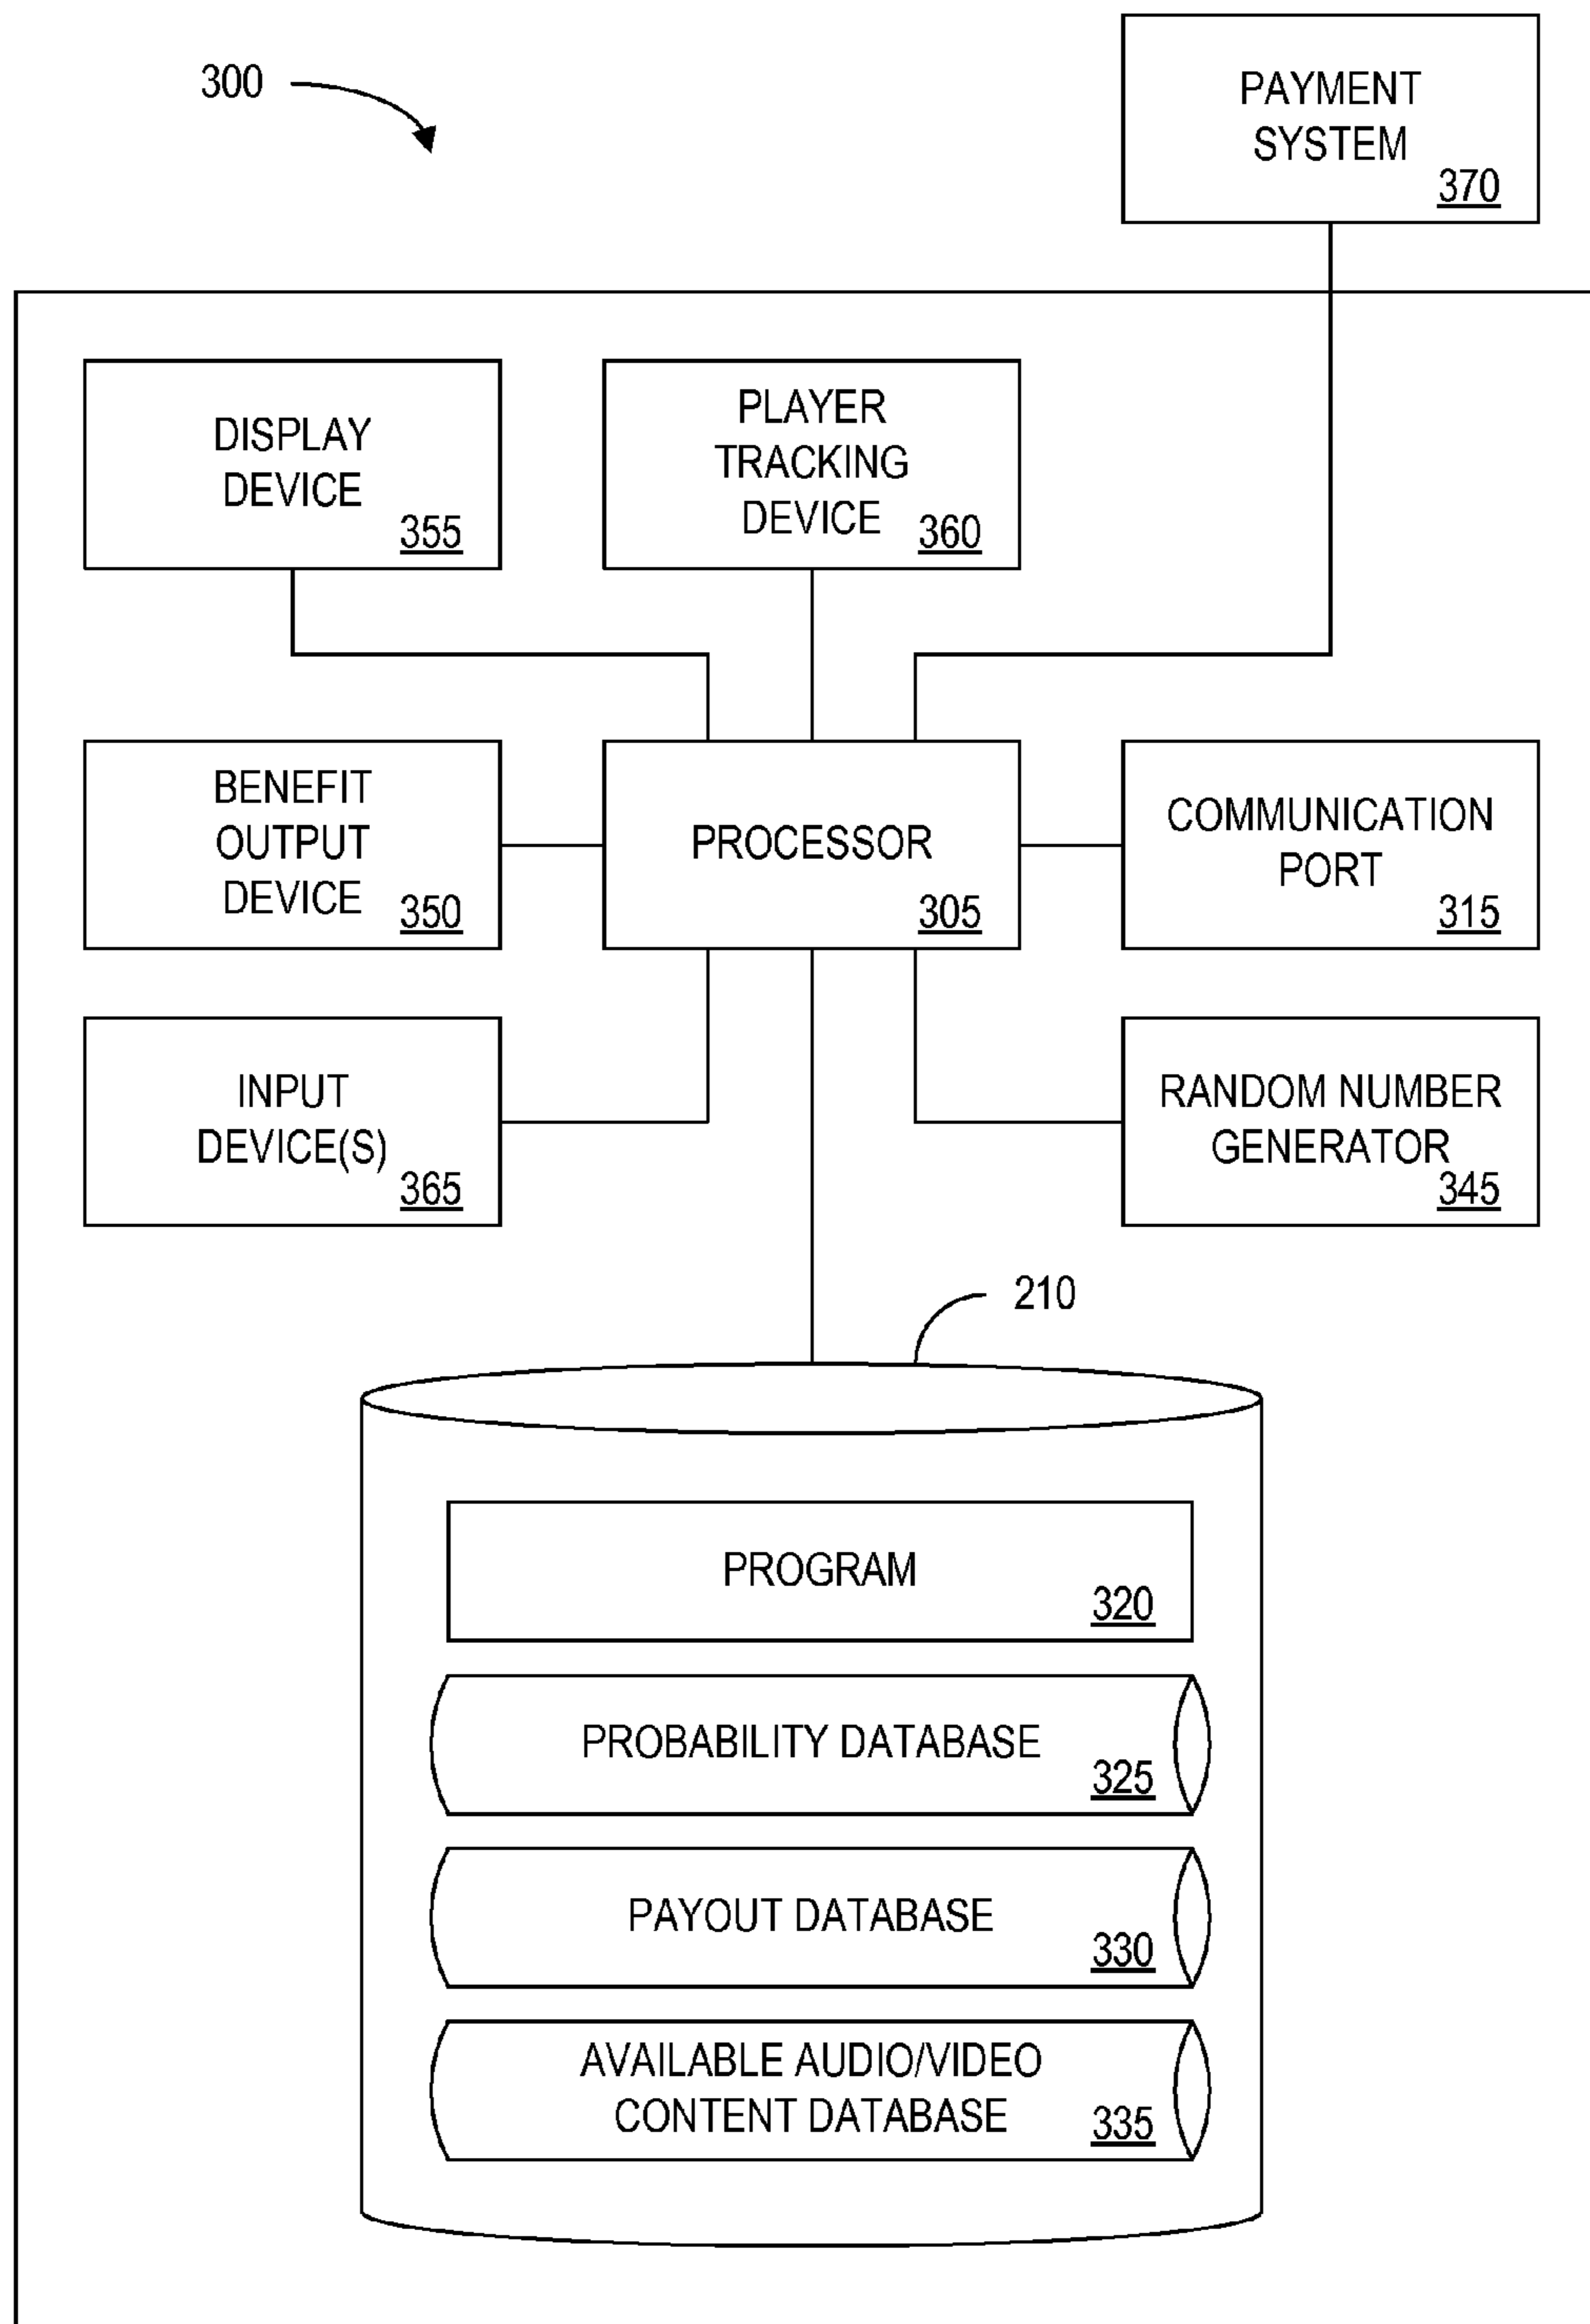 300
PAYMENT
SYSTEM
370
DISPLAY
DEVICE
355
PLAYER
TRACKING
DEVICE
360
BENEFIT
OUTPUT
DEVICE
350
PROCESSOR
305
COMMUNICATION
PORT
315
INPUT
DEVICE(S)
365
RANDOM NUMBER
GENERATOR
345
210
PROGRAM
320
PROBABILITY DATABASE
325
PAYOUT DATABASE
330
AVAILABLE AUDIO/VIDEO
CONTENT DATABASE
335